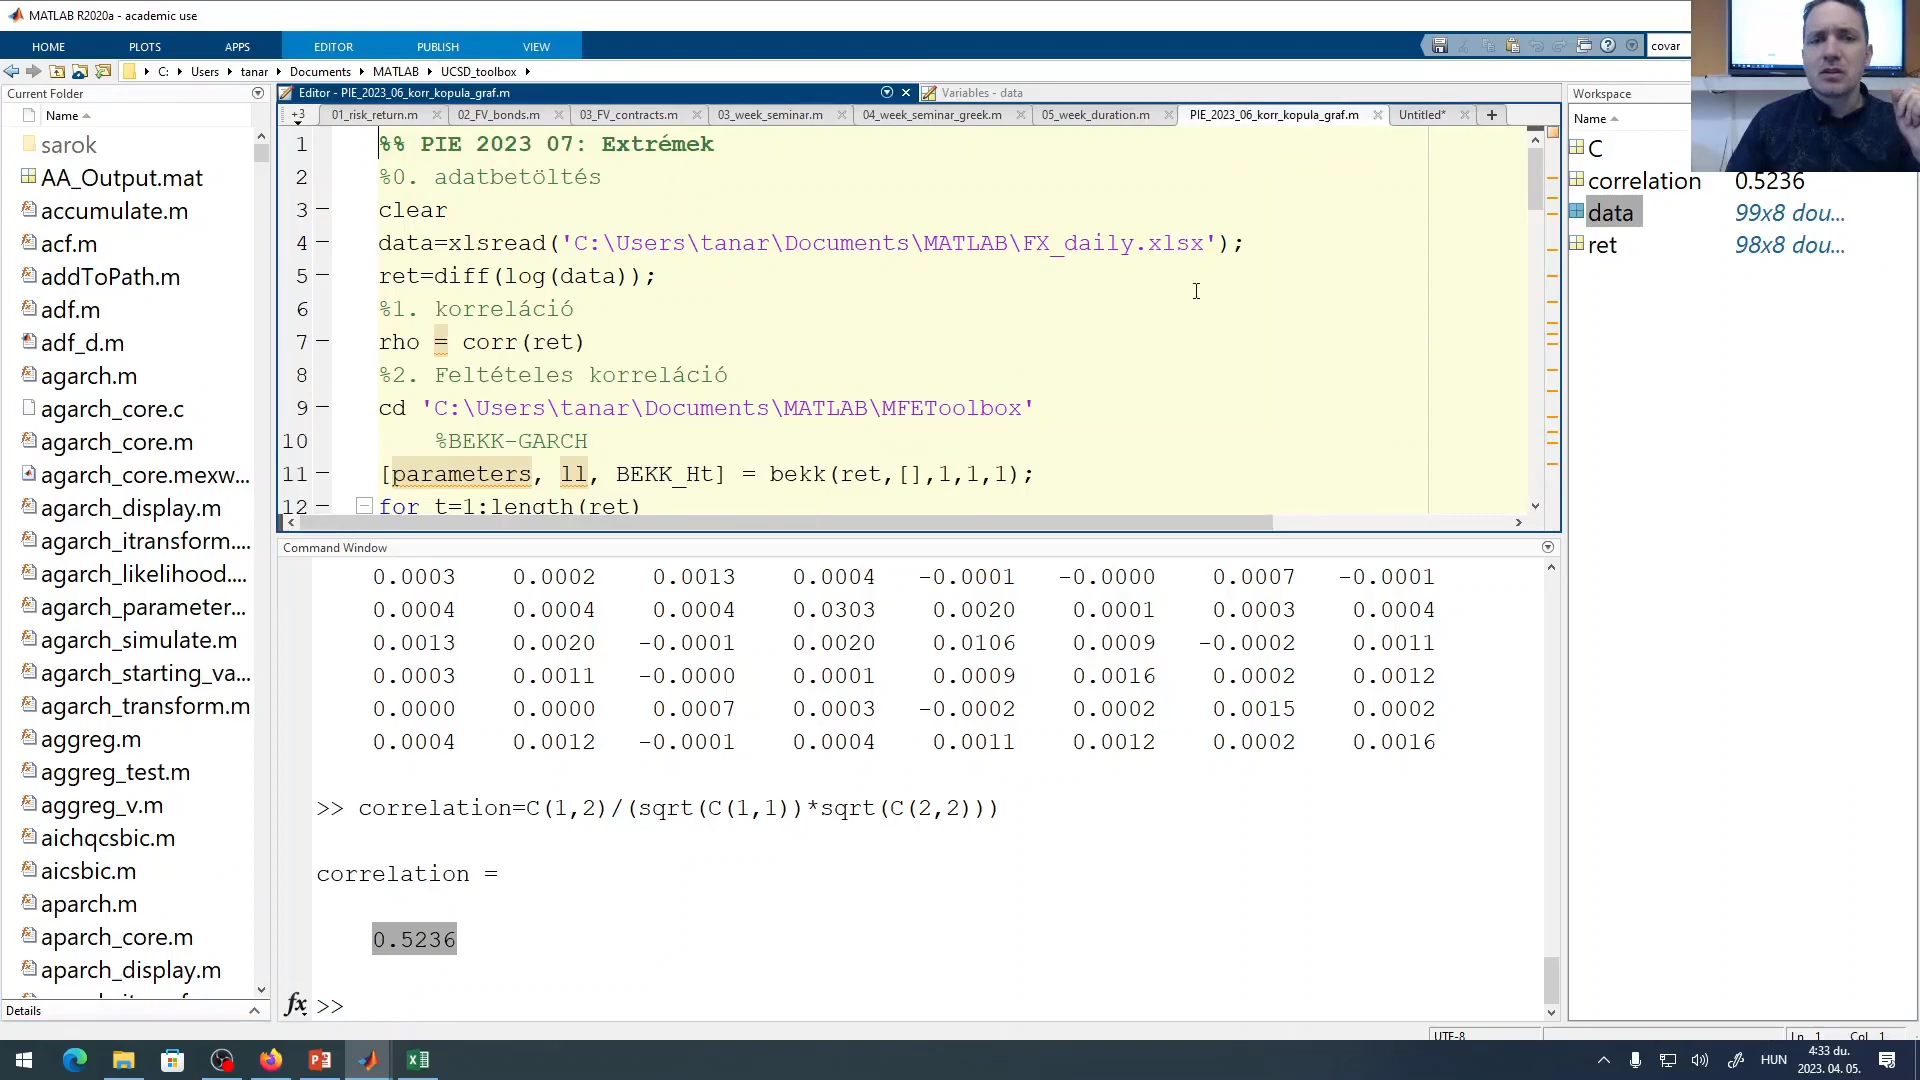 MATLAB R2020a - academic use
HOME PLOTS APPS EDITOR PUBLISH VIEW covar
C: Users tanar Documents MATLAB UCSD_toolbox
Current Folder
Name
sarok
AA_Output.mat
accumulate.m
acf.m
addToPath.m
adf.m
adf_d.m
agarch.m
agarch_core.c
agarch_core.m
agarch_core.mexw...
agarch_display.m
agarch_itransform....
agarch_likelihood....
agarch_parameter...
agarch_simulate.m
agarch_starting_va...
agarch_transform.m
aggreg.m
aggreg_test.m
aggreg_v.m
aichqcsbic.m
aicsbic.m
aparch.m
aparch_core.m
aparch_display.m
Details
Editor - PIE_2023_06_korr_kopula_graf.m
Variables - data
+3 01_risk_return.m 02_FV_bonds.m 03_FV_contracts.m 03_week_seminar.m 04_week_seminar_greek.m 05_week_duration.m PIE_2023_06_korr_kopula_graf.m Untitled* +
1 %% PIE 2023 07: Extrémek
2 %0. adatbetöltés
3 clear
4 data=xlsread('C:\Users\tanar\Documents\MATLAB\FX_daily.xlsx');
5 ret=diff(log(data));
6 %1. korreláció
7 rho = corr(ret)
8 %2. Feltételes korreláció
9 cd 'C:\Users\tanar\Documents\MATLAB\MFEToolbox'
10 %BEKK-GARCH
11 [parameters, ll, BEKK_Ht] = bekk(ret,[],1,1,1);
12 for t=1:length(ret)
Command Window
0.0003 0.0002 0.0013 0.0004 -0.0001 -0.0000 0.0007 -0.0001
0.0004 0.0004 0.0004 0.0303 0.0020 0.0001 0.0003 0.0004
0.0013 0.0020 -0.0001 0.0020 0.0106 0.0009 -0.0002 0.0011
0.0003 0.0011 -0.0000 0.0001 0.0009 0.0016 0.0002 0.0012
0.0000 0.0000 0.0007 0.0003 -0.0002 0.0002 0.0015 0.0002
0.0004 0.0012 -0.0001 0.0004 0.0011 0.0012 0.0002 0.0016
>> correlation=C(1,2)/(sqrt(C(1,1))*sqrt(C(2,2)))
correlation =
0.5236
fx >>
Workspace
Name
C
correlation 0.5236
data 99x8 dou...
ret 98x8 dou...
UTF-8 Ln 1 Col 1
HUN 4:33 du.
2023. 04. 05.